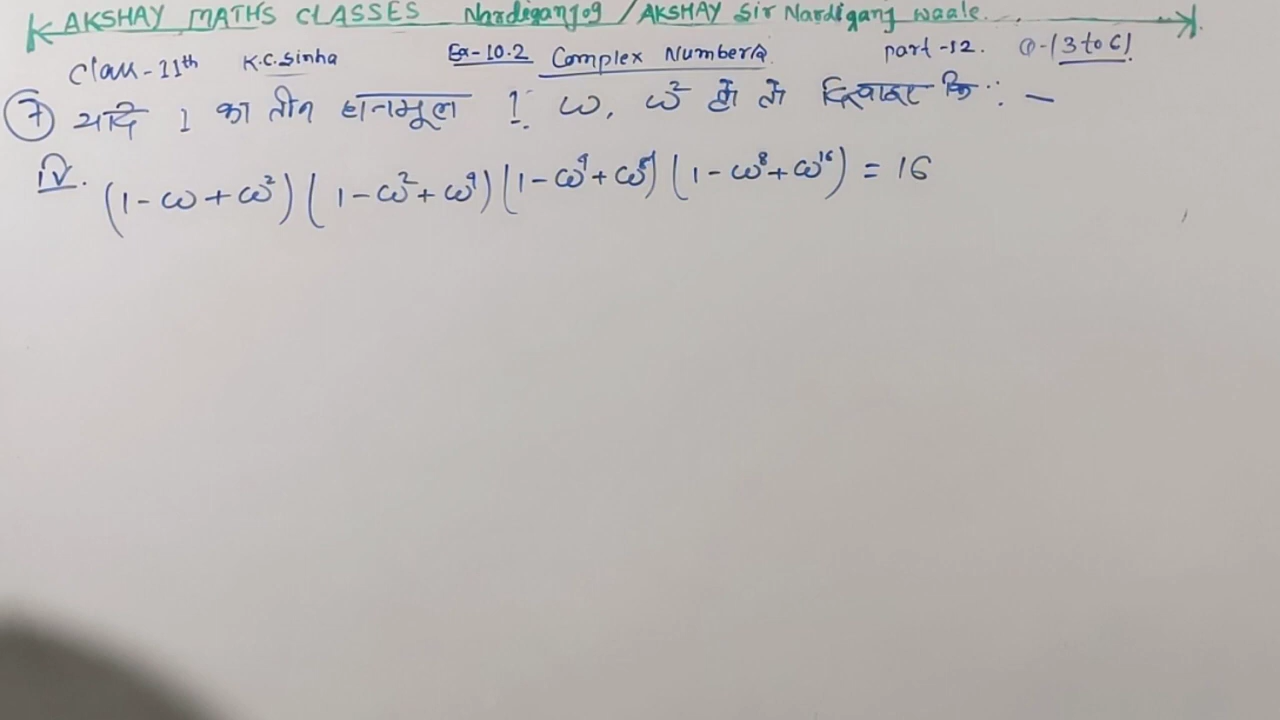 AKSHAY MATHS CLASSES Nardiganj09 / AKSHAY Sir Nardiganj waale...
Class-11th K.C.Sinha Ex-10.2 Complex Numbers part-12. Q-(3 to 6)
7 यदि 1 का तीन घनमूल 1, ω, ω² हो तो दिखाइए कि :-
iv. (1-ω+ω²)(1-ω²+ω⁴)(1-ω⁴+ω⁸)(1-ω⁸+ω¹⁶) = 16